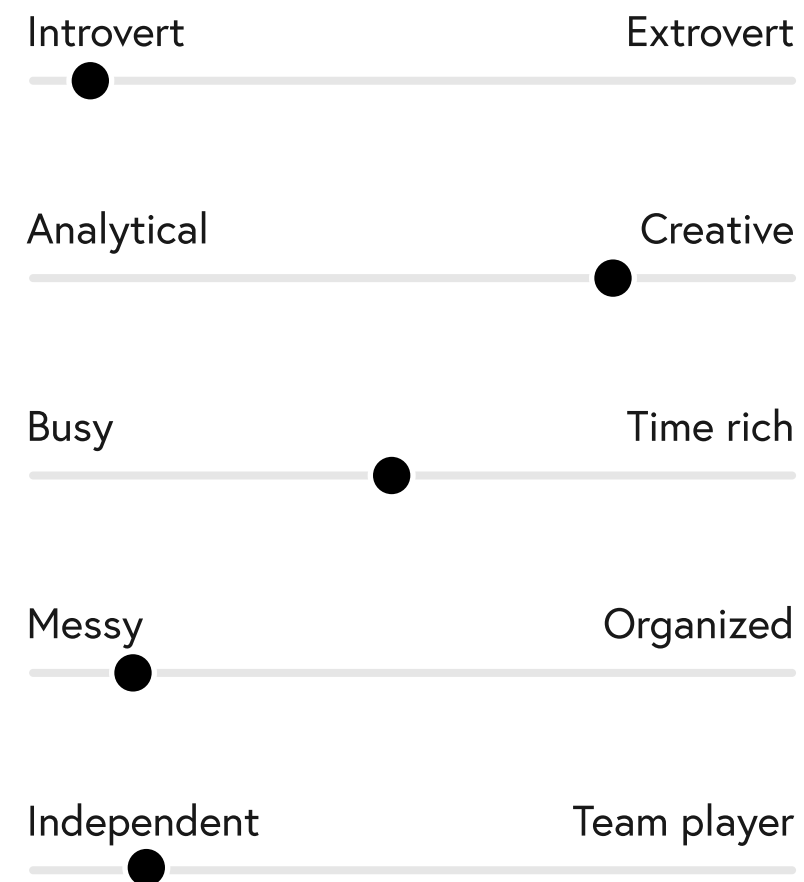 Introvert Extrovert
Analytical Creative
Busy Time rich
Messy Organized
Independent Team player